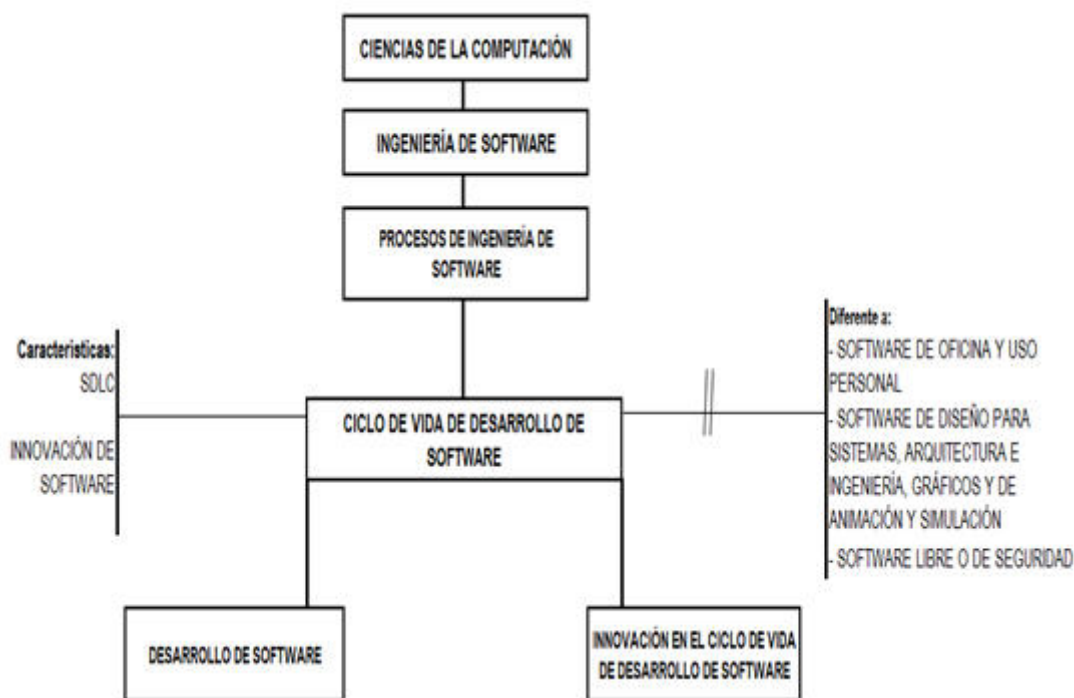 CIENCIAS DE LA COMPUTACIÓN
INGENIERÍA DE SOFTWARE
PROCESOS DE INGENIERÍA DE
SOFTWARE
Características:
SDLC
INNOVACIÓN DE
SOFTWARE
CICLO DE VIDA DE DESARROLLO DE
SOFTWARE
Diferente a:
- SOFTWARE DE OFICINA Y USO
PERSONAL
- SOFTWARE DE DISEÑO PARA
SISTEMAS, ARQUITECTURA E
INGENIERÍA, GRÁFICOS Y DE
ANIMACIÓN Y SIMULACIÓN
- SOFTWARE LIBRE O DE SEGURIDAD
DESARROLLO DE SOFTWARE
INNOVACIÓN EN EL CICLO DE VIDA
DE DESARROLLO DE SOFTWARE